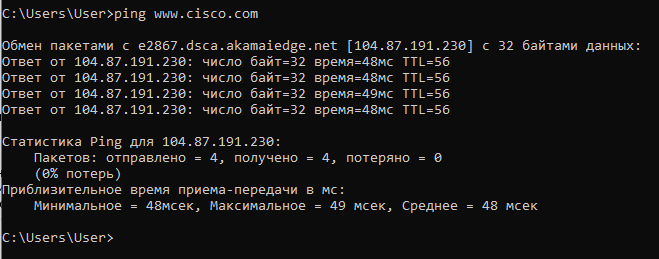 C:\Users\User>ping www.cisco.com
Обмен пакетами с e2867.dsca.akamaiedge.net [104.87.191.230] с 32 байтами данных:
Ответ от 104.87.191.230: число байт=32 время=48мс TTL=56
Ответ от 104.87.191.230: число байт=32 время=48мс TTL=56
Ответ от 104.87.191.230: число байт=32 время=49мс TTL=56
Ответ от 104.87.191.230: число байт=32 время=48мс TTL=56
Статистика Ping для 104.87.191.230:
    Пакетов: отправлено = 4, получено = 4, потеряно = 0
    (0% потерь)
Приблизительное время приема-передачи в мс:
    Минимальное = 48мсек, Максимальное = 49 мсек, Среднее = 48 мсек
C:\Users\User>